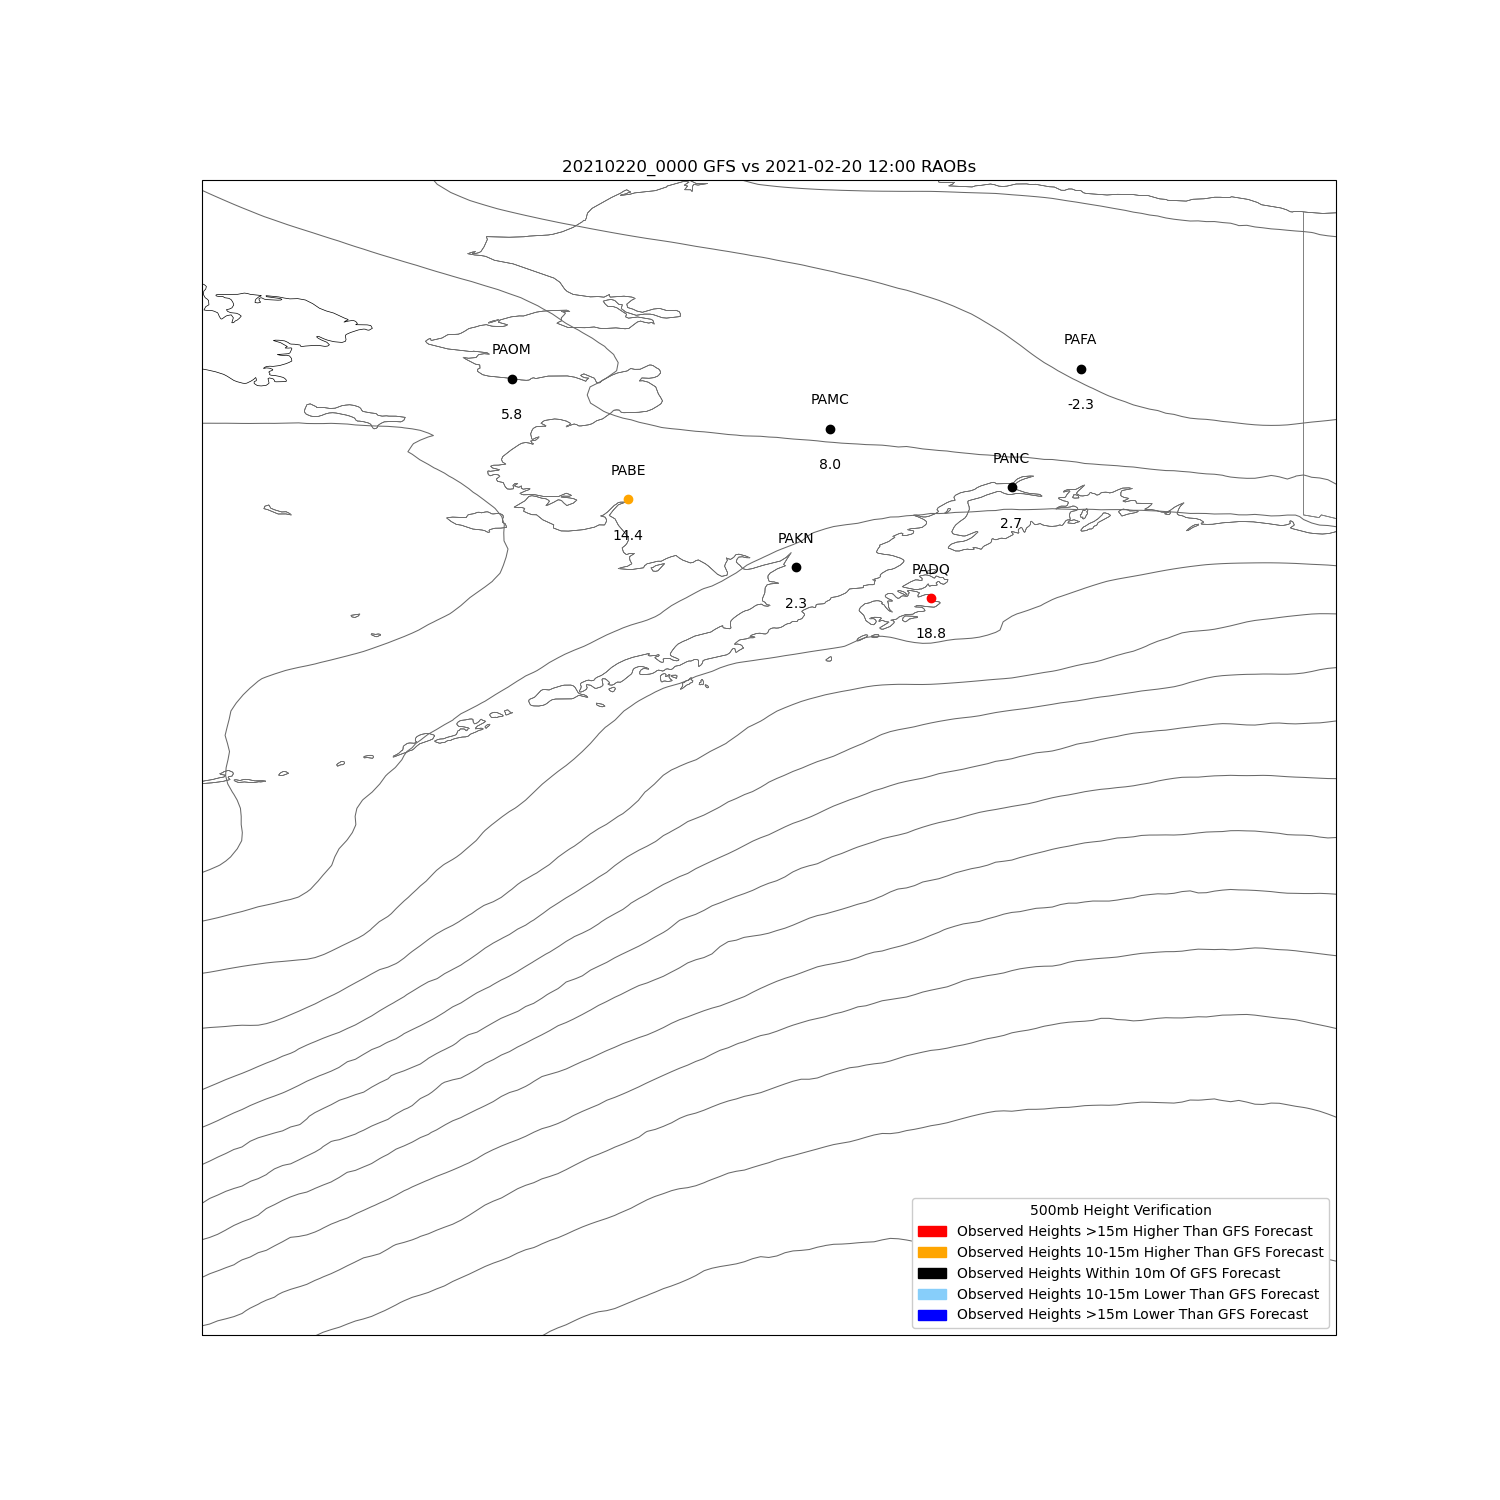 20210220_0000 GFS vs 2021-02-20 12:00 RAOBs
PAFA
-2.3
PAOM
5.8
PAMC
8.0
PANC
2.7
PABE
14.4
PAKN
2.3
PADQ
18.8
500mb Height Verification
Observed Heights >15m Higher Than GFS Forecast
Observed Heights 10-15m Higher Than GFS Forecast
Observed Heights Within 10m Of GFS Forecast
Observed Heights 10-15m Lower Than GFS Forecast
Observed Heights >15m Lower Than GFS Forecast